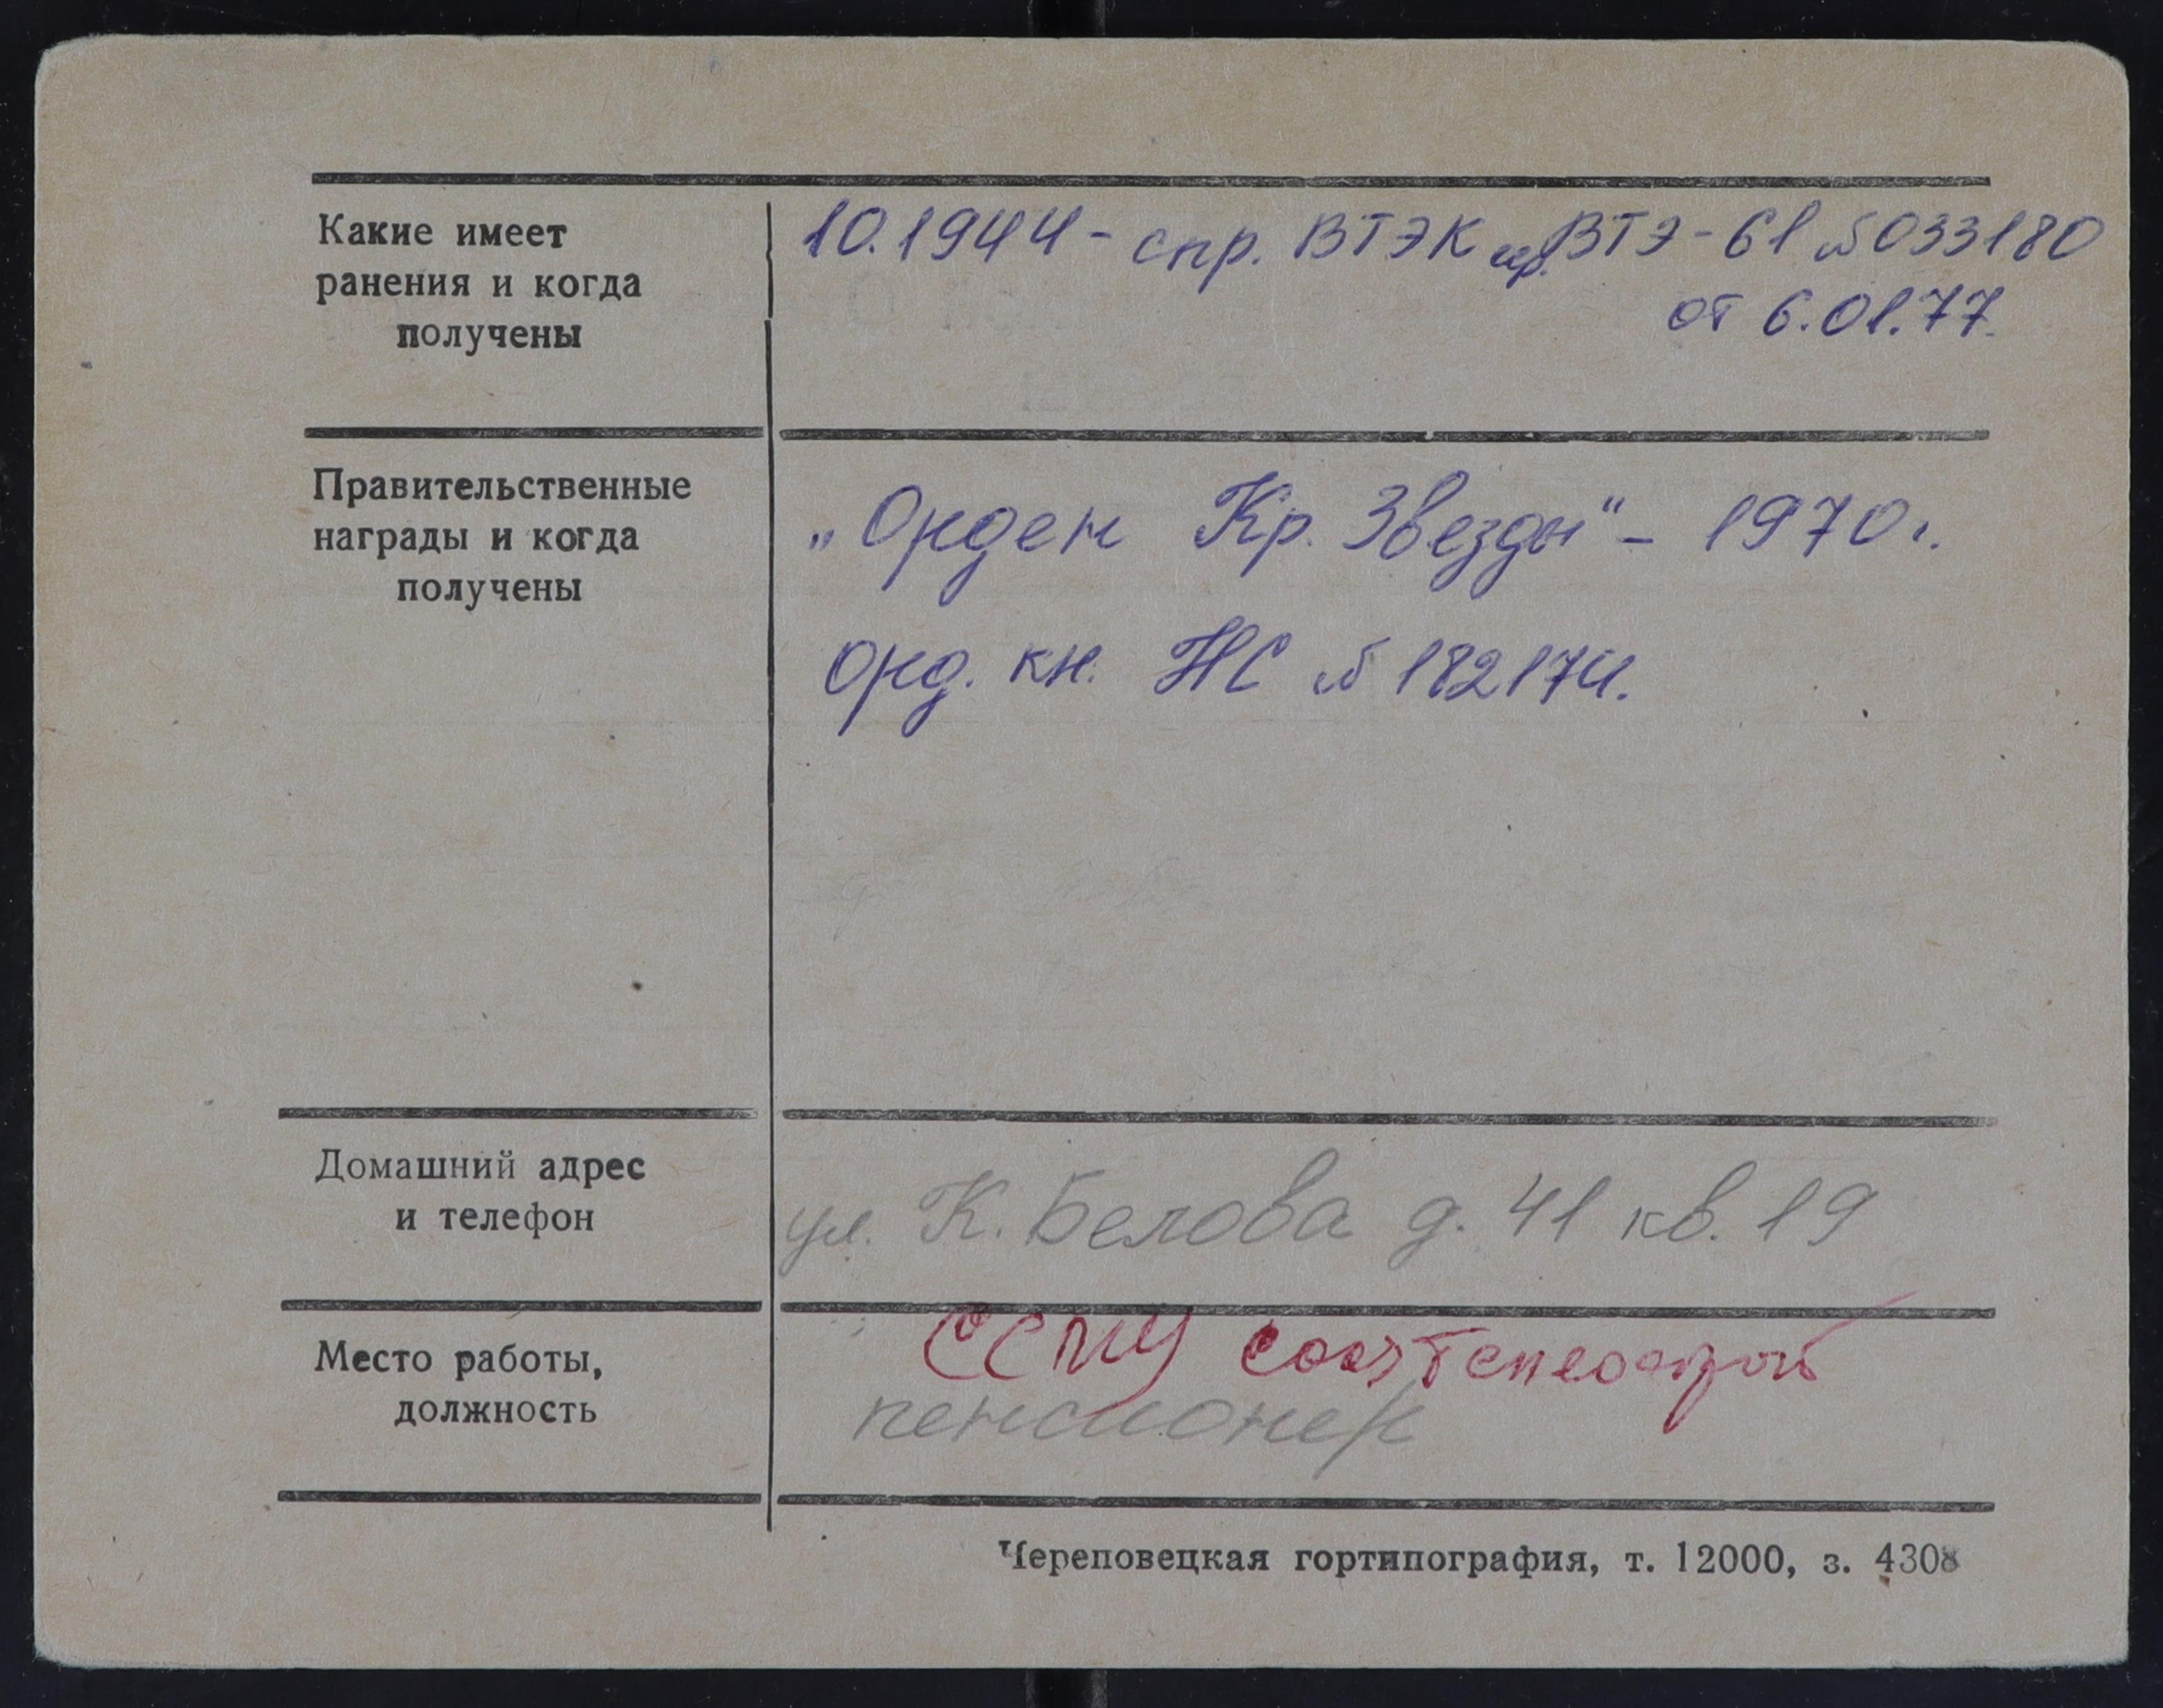 Какие имеет
ранения и когда
получены
10.1944 - спр. ВТЭК сер. ВТЭ-61 № 033180
от 6.01.77.
Правительственные
награды и когда
получены
„Орден Кр. Звезды" - 1970 г.
Орд. кн. НС № 182174.
Домашний адрес
и телефон
ул. К. Белова д. 41 кв. 19
Место работы,
должность
пенсионер
Череповецкая гортипография, т. 12000, з. 4308